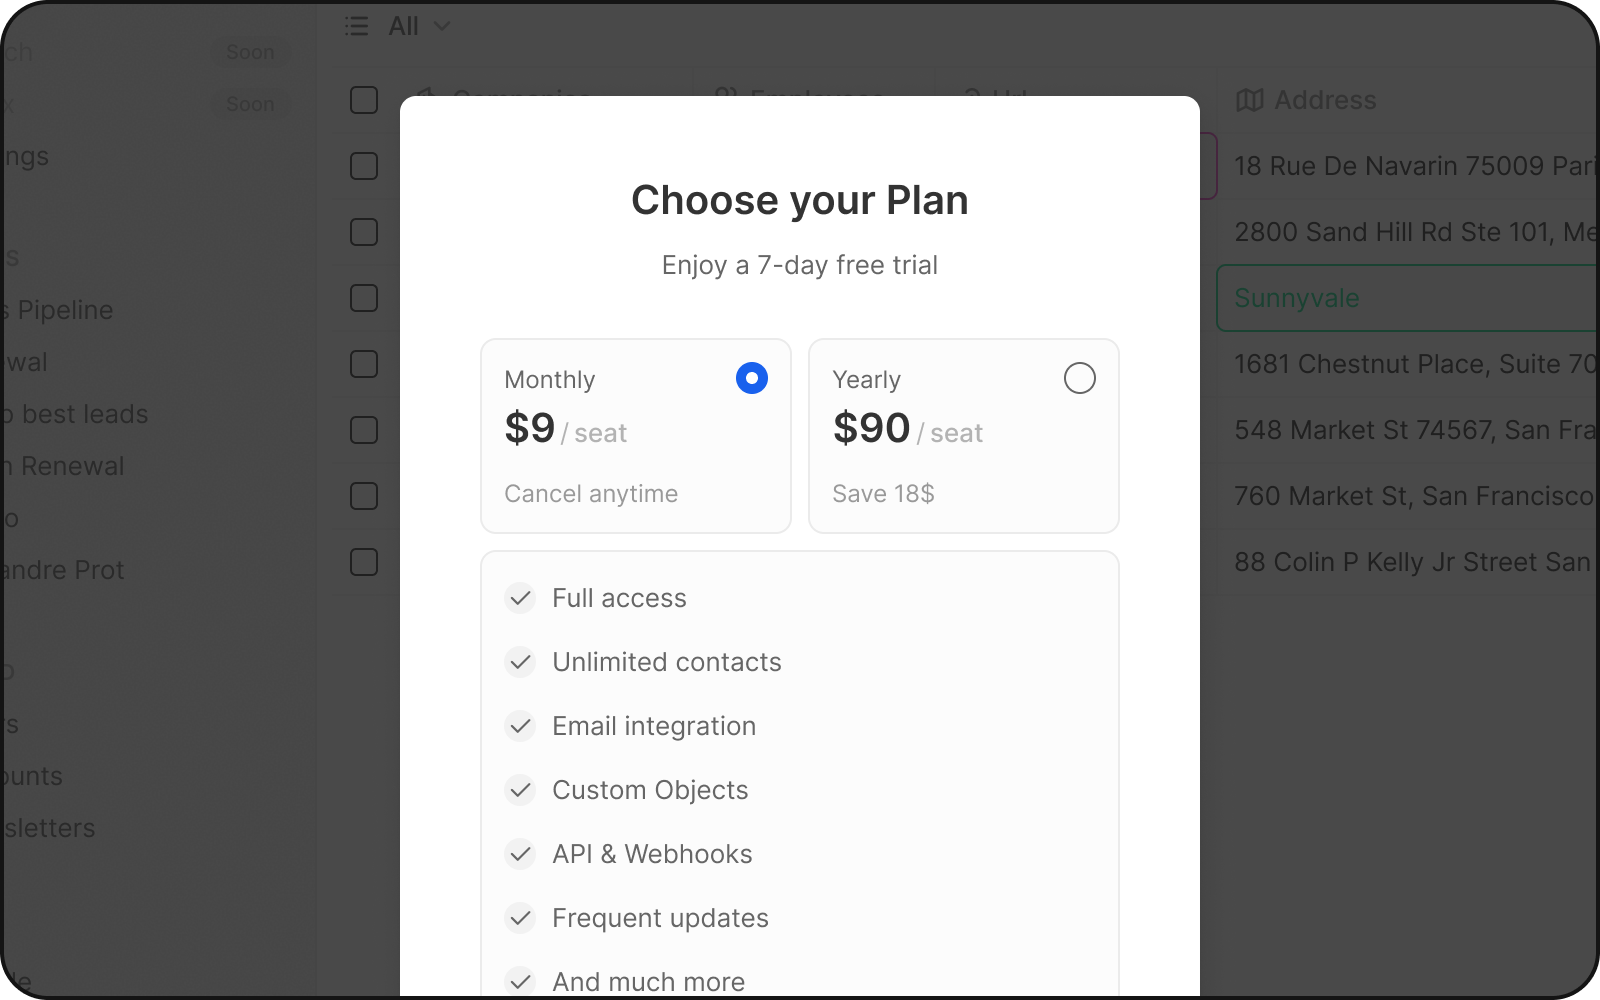 All
ch
Soon
x
Soon
Address
ngs
18 Rue De Navarin 75009 Pari
2800 Sand Hill Rd Ste 101, Me
s
Sunnyvale
s Pipeline
wal
1681 Chestnut Place, Suite 70
o best leads
548 Market St 74567, San Fra
n Renewal
760 Market St, San Francisco
o
88 Colin P Kelly Jr Street San
andre Prot
o
rs
ounts
sletters
le
Choose your Plan
Enjoy a 7-day free trial
Monthly
$9 / seat
Cancel anytime
Yearly
$90 / seat
Save 18$
Full access
Unlimited contacts
Email integration
Custom Objects
API & Webhooks
Frequent updates
And much more